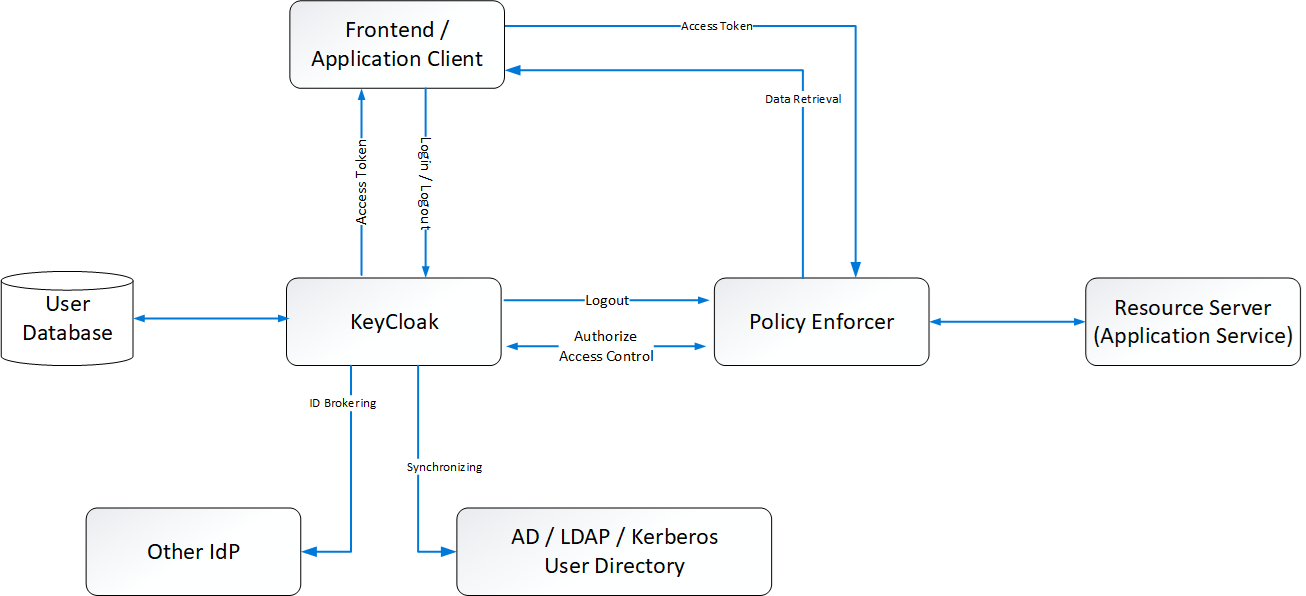 Frontend /
Application Client
Access Token
Data Retrieval
Access Token
Login / Logout
User
Database
KeyCloak
Logout
Authorize
Access Control
Policy Enforcer
Resource Server
(Application Service)
ID Brokering
Synchronizing
Other IdP
AD / LDAP / Kerberos
User Directory